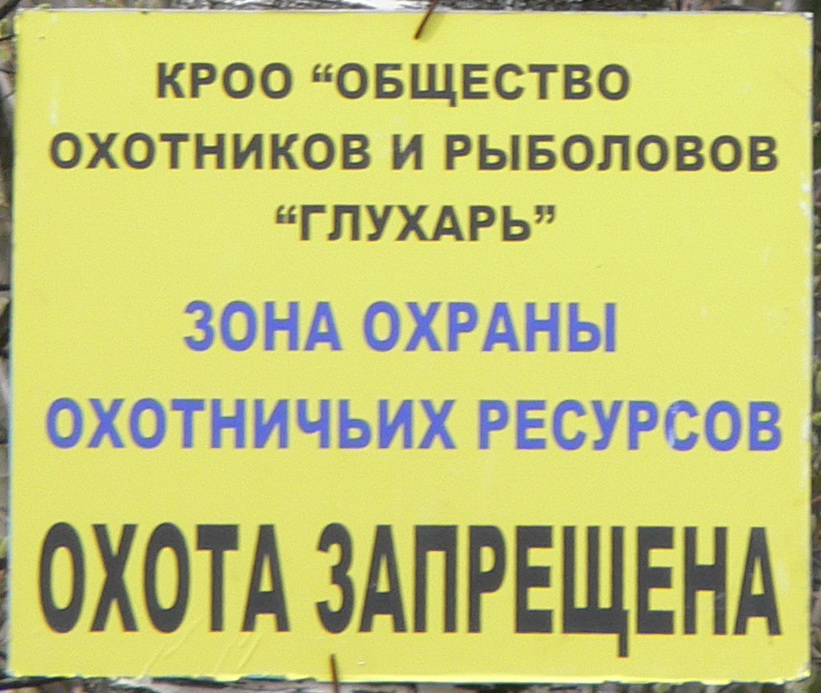 КРОО “ОБЩЕСТВО
ОХОТНИКОВ И РЫБОЛОВОВ
“ГЛУХАРЬ”
ЗОНА ОХРАНЫ
ОХОТНИЧЬИХ РЕСУРСОВ
ОХОТА ЗАПРЕЩЕНА